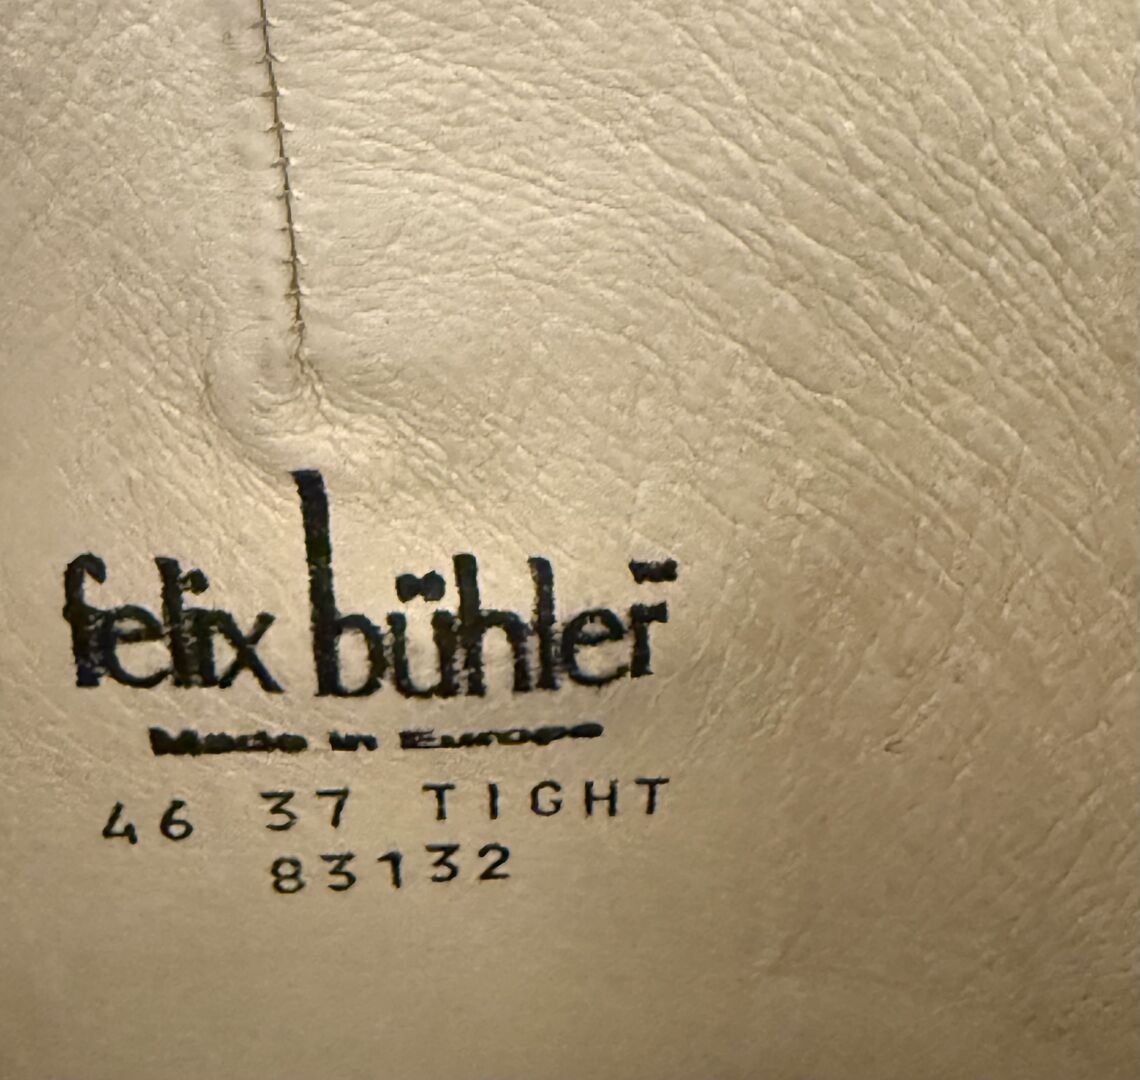 felix bühler
Made in Europe
46 37 TIGHT
83132